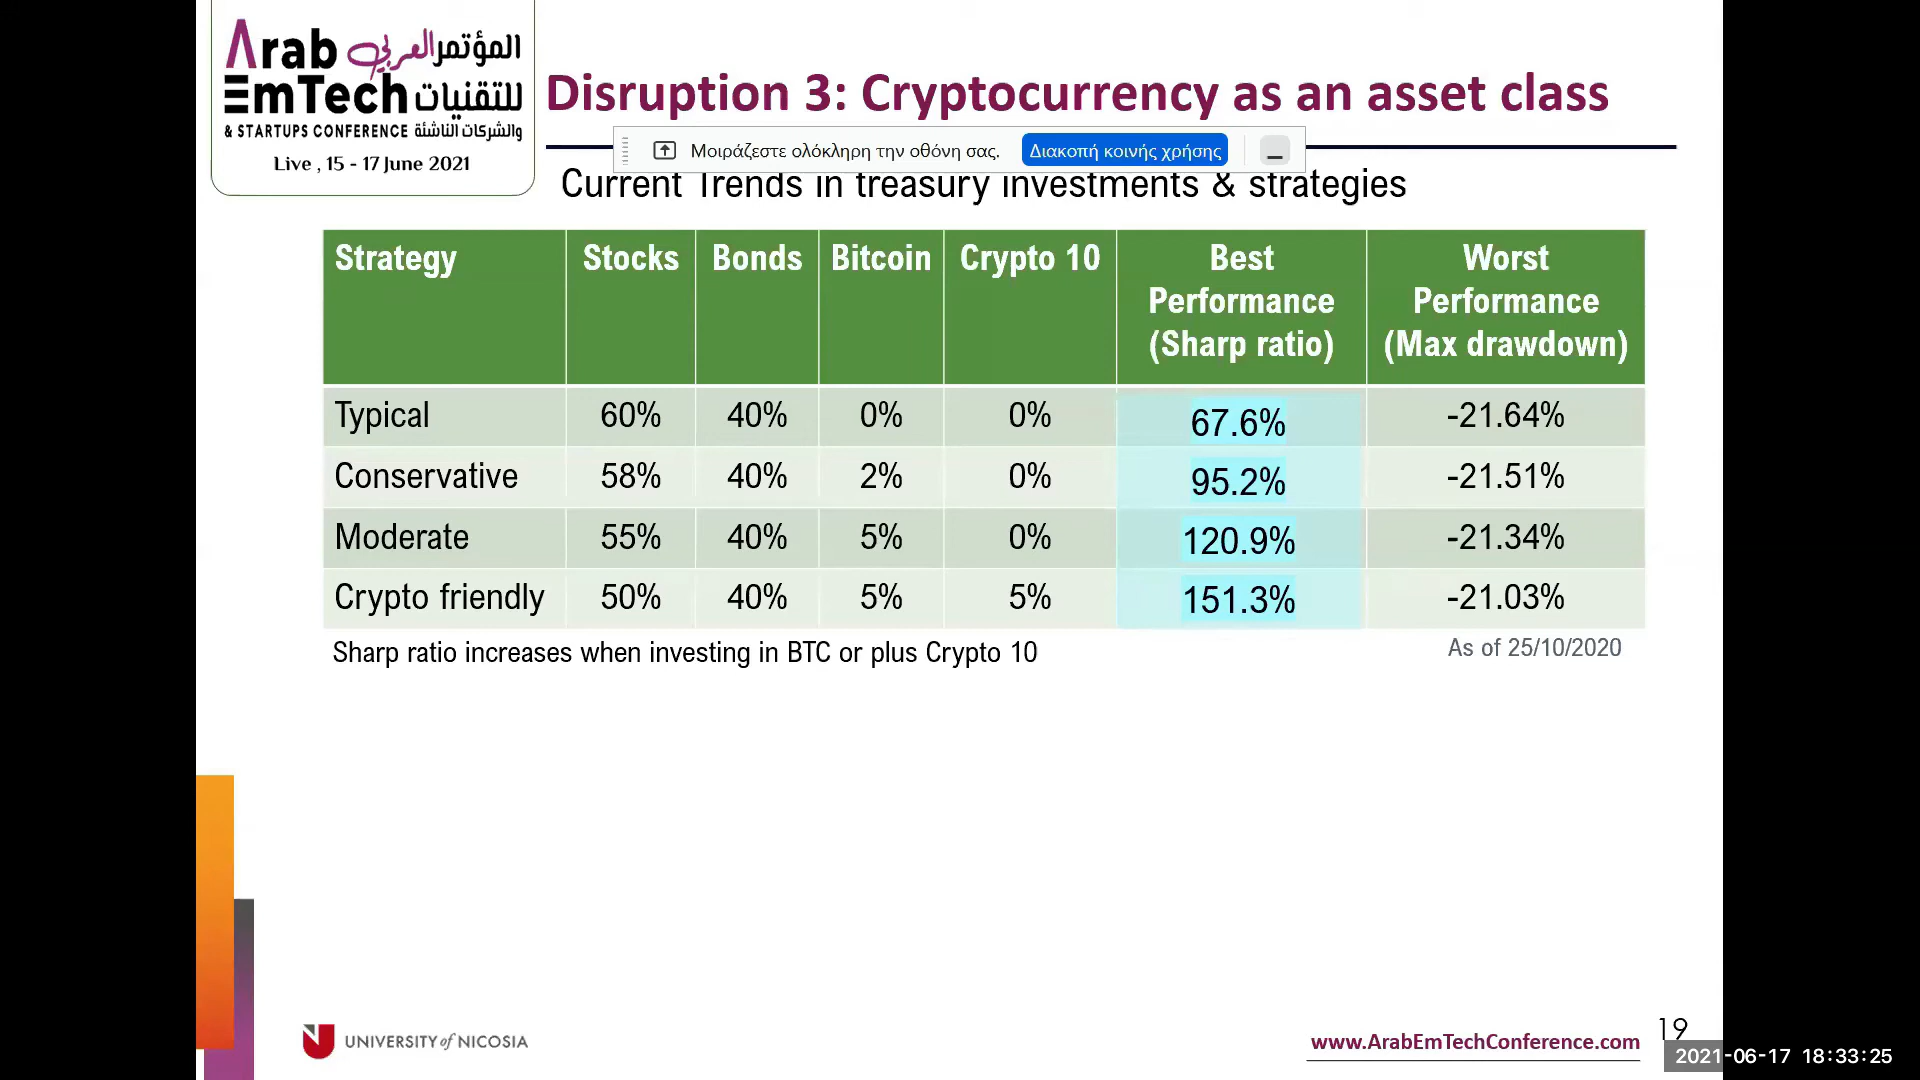 Arab المؤتمر العربي
EmTech للتقنيات
& STARTUPS CONFERENCE والشركات الناشئة
Live , 15 - 17 June 2021
Disruption 3: Cryptocurrency as an asset class
Μοιράζεστε ολόκληρη την οθόνη σας. Διακοπή κοινής χρήσης
Current Trends in treasury investments & strategies
Strategy Stocks Bonds Bitcoin Crypto 10 Best Performance (Sharp ratio) Worst Performance (Max drawdown)
Typical 60% 40% 0% 0% 67.6% -21.64%
Conservative 58% 40% 2% 0% 95.2% -21.51%
Moderate 55% 40% 5% 0% 120.9% -21.34%
Crypto friendly 50% 40% 5% 5% 151.3% -21.03%
Sharp ratio increases when investing in BTC or plus Crypto 10
As of 25/10/2020
UNIVERSITY of NICOSIA
www.ArabEmTechConference.com
19
2021-06-17 18:33:25